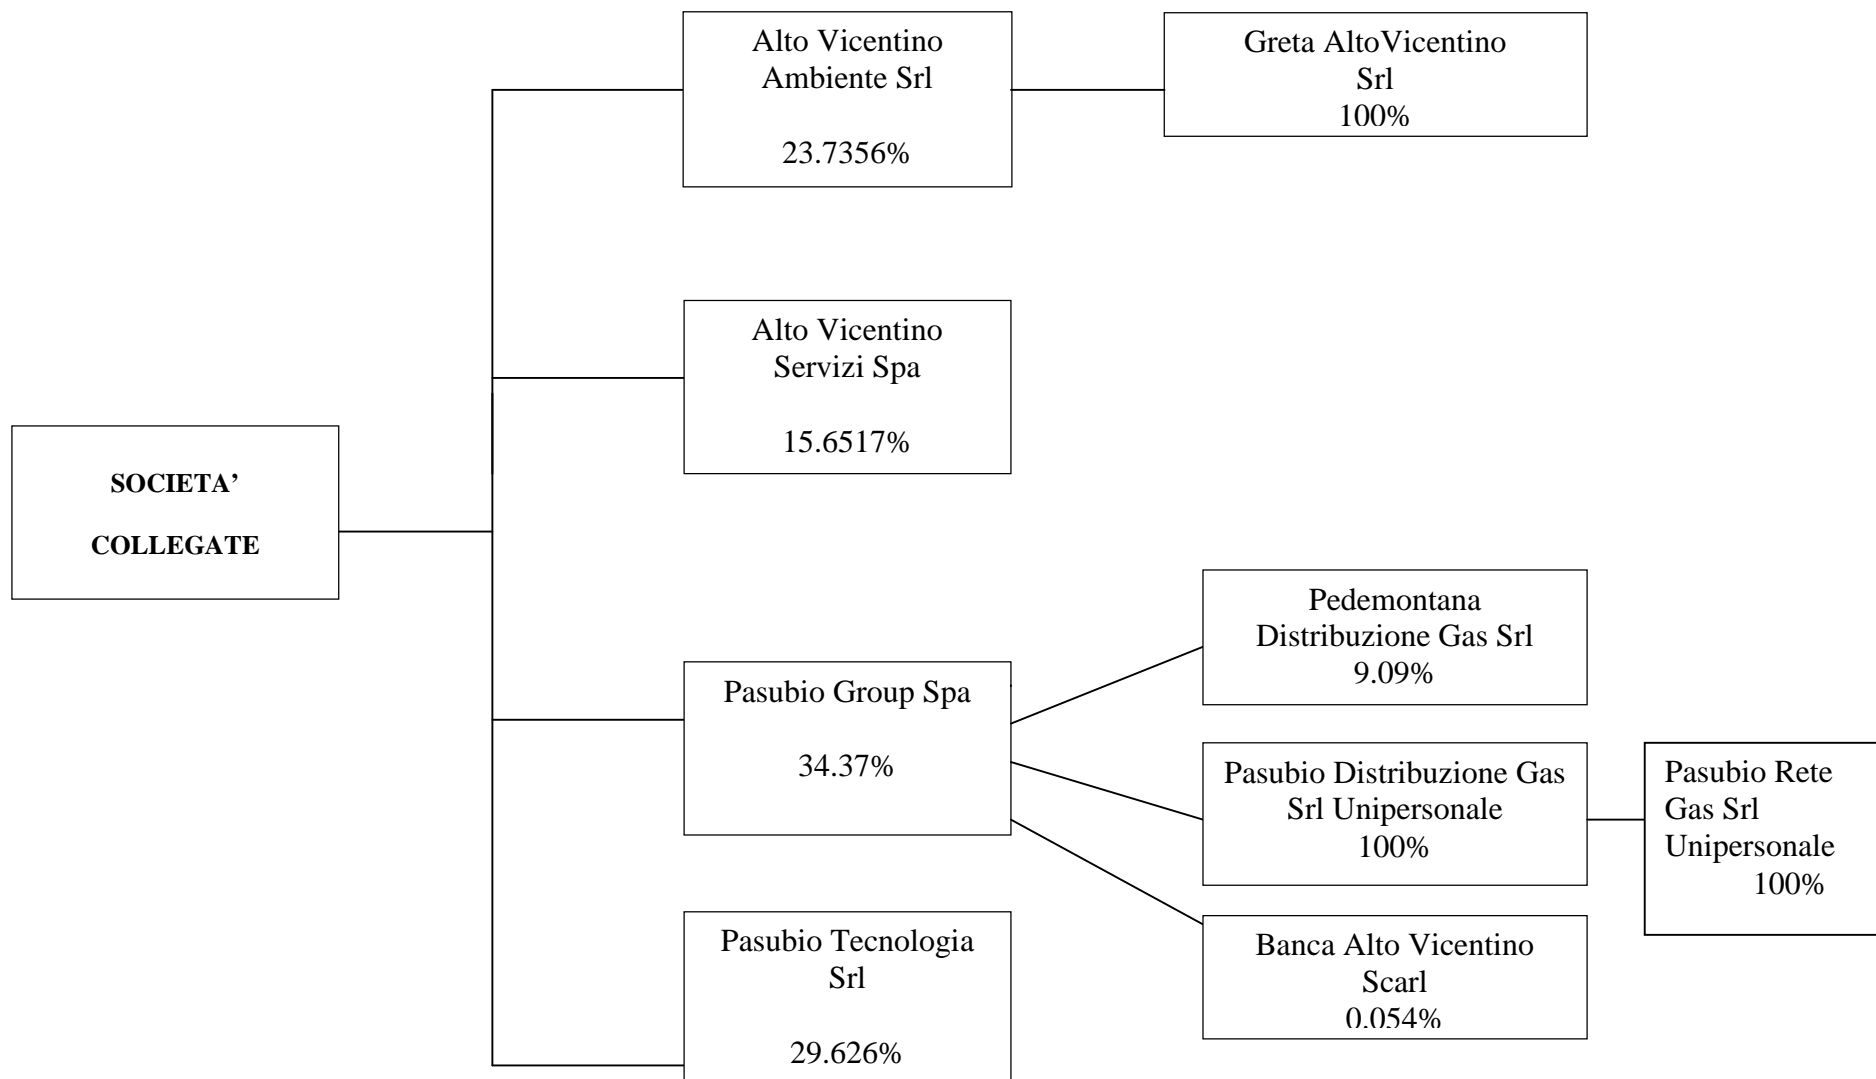 Alto Vicentino
Ambiente Srl
23.7356%
Greta AltoVicentino
Srl
100%
Alto Vicentino
Servizi Spa
15.6517%
SOCIETA’
COLLEGATE
Pasubio Group Spa
34.37%
Pedemontana
Distribuzione Gas Srl
9.09%
Pasubio Distribuzione Gas
Srl Unipersonale
100%
Pasubio Rete
Gas Srl
Unipersonale
100%
Banca Alto Vicentino
Scarl
0.054%
Pasubio Tecnologia
Srl
29.626%